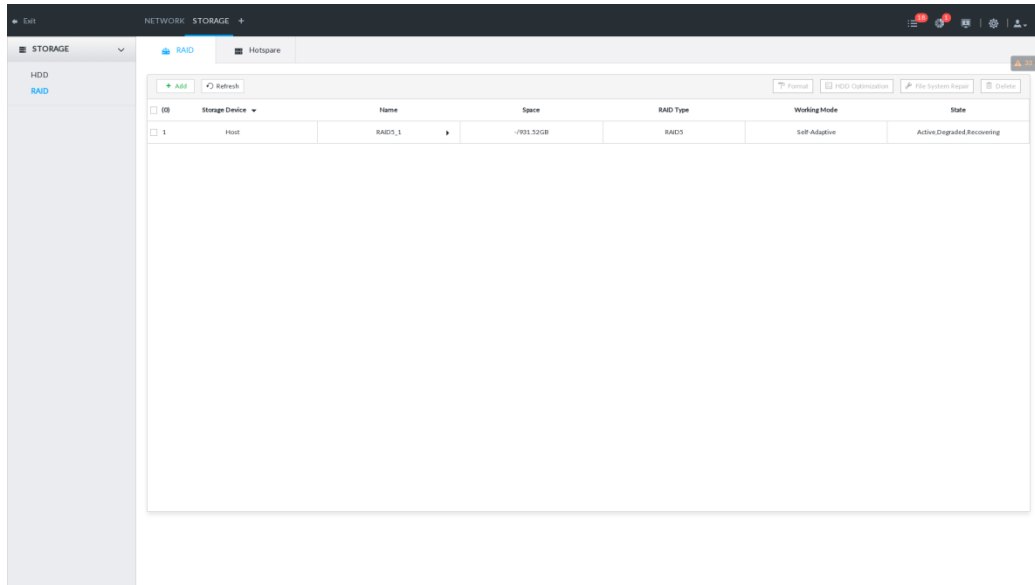 Exit NETWORK STORAGE +
18 1
STORAGE
RAID Hotspare
HDD
RAID
+ Add Refresh Format HDD Optimization File System Repair Delete
(0) Storage Device Name Space RAID Type Working Mode State
1 Host RAID5_1 -/931.52GB RAID5 Self-Adaptive Active,Degraded,Recovering